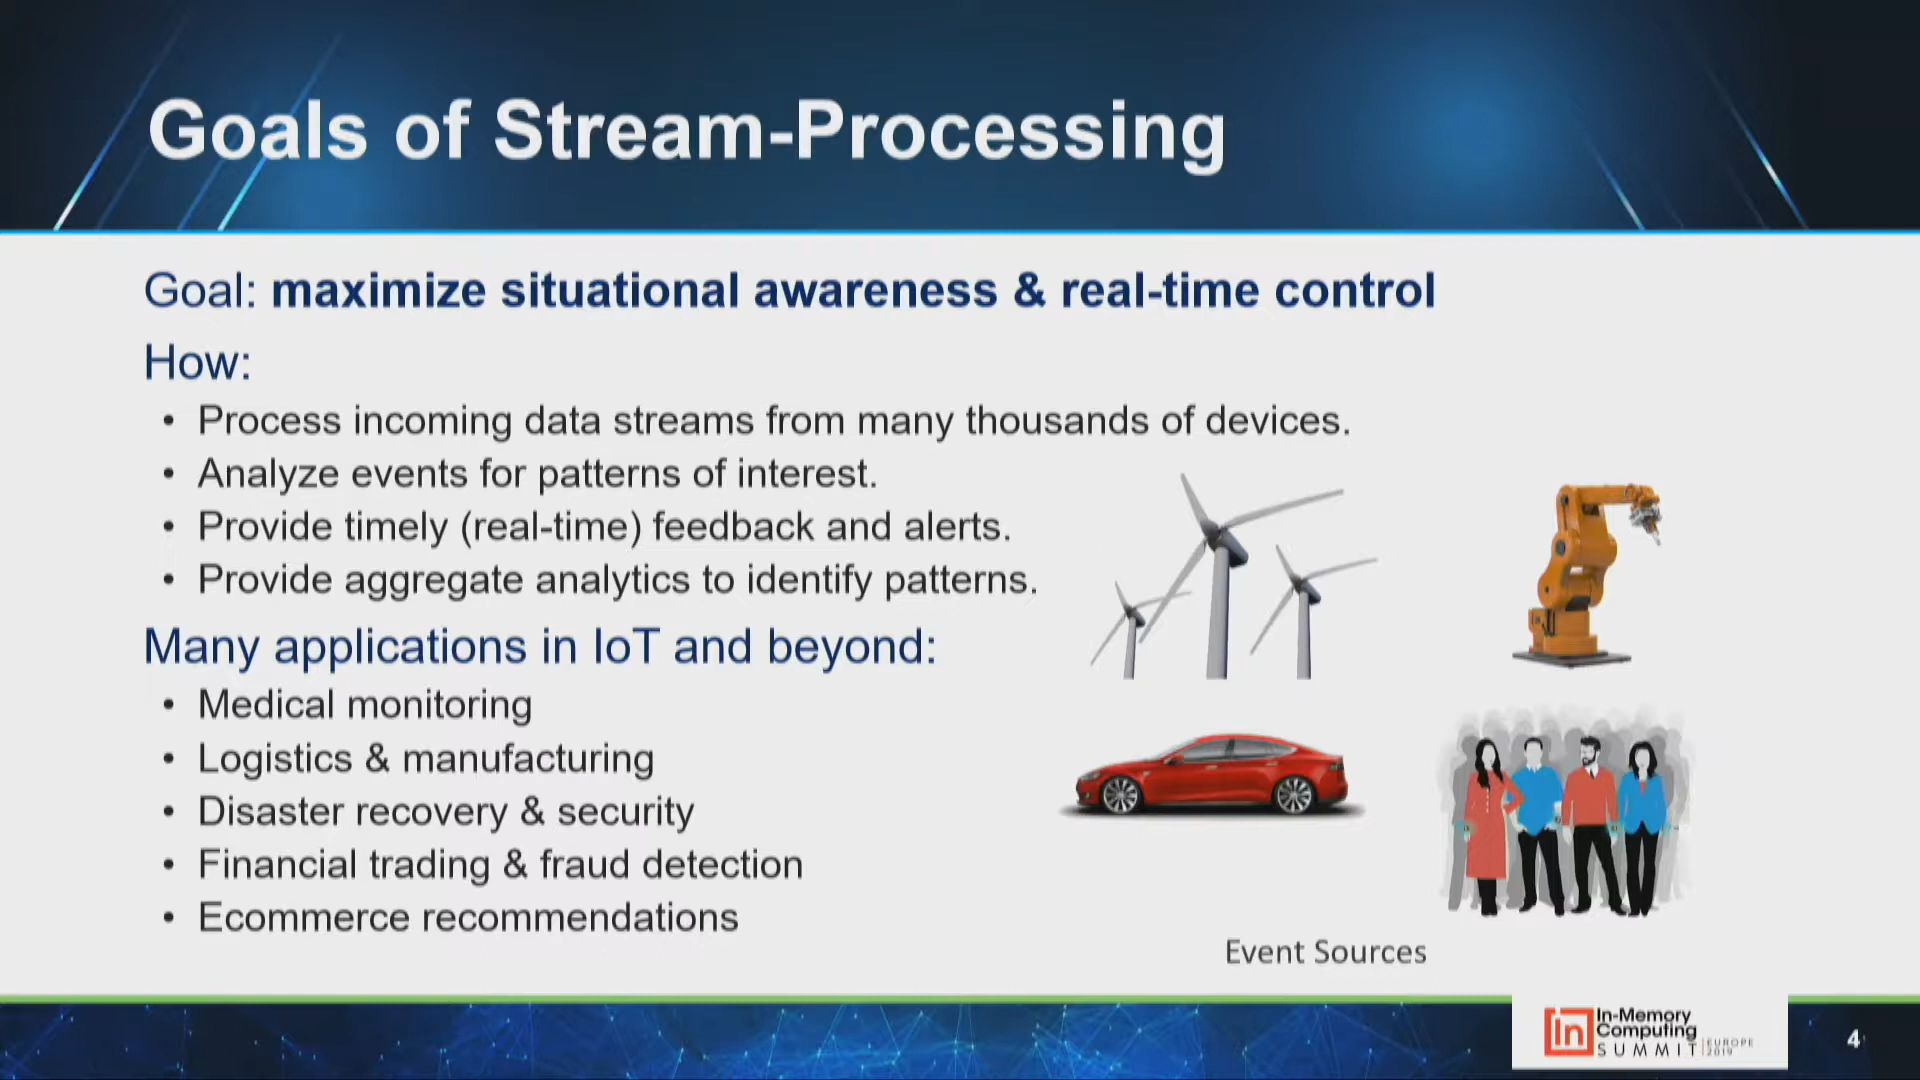 Goals of Stream-Processing
Goal: maximize situational awareness & real-time control
How:
• Process incoming data streams from many thousands of devices.
• Analyze events for patterns of interest.
• Provide timely (real-time) feedback and alerts.
• Provide aggregate analytics to identify patterns.
Many applications in IoT and beyond:
• Medical monitoring
• Logistics & manufacturing
• Disaster recovery & security
• Financial trading & fraud detection
• Ecommerce recommendations
Event Sources
in
In-Memory
Computing
SUMMIT
EUROPE
2019
4